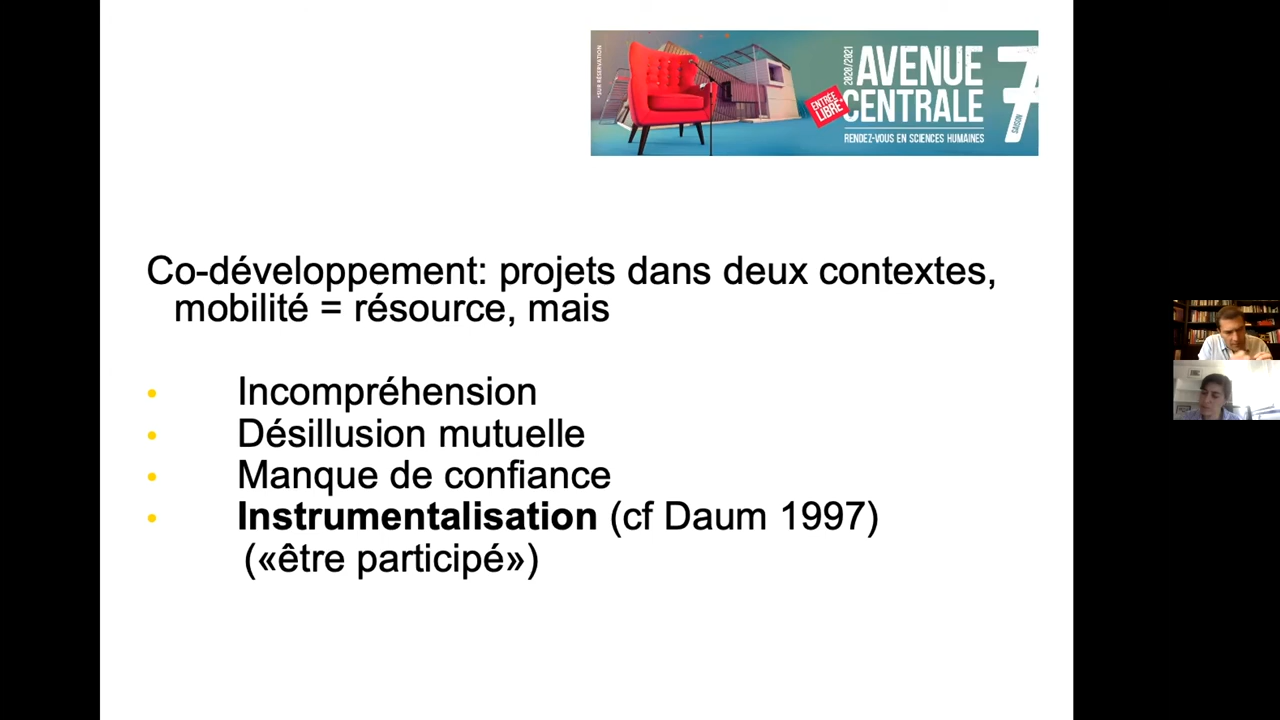 *SUR RÉSERVATION
2020/2021
AVENUE
CENTRALE
ENTRÉE
LIBRE*
RENDEZ-VOUS EN SCIENCES HUMAINES
7
SAISON
Co-développement: projets dans deux contextes,
mobilité = résource, mais
• Incompréhension
• Désillusion mutuelle
• Manque de confiance
• Instrumentalisation (cf Daum 1997)
(«être participé»)